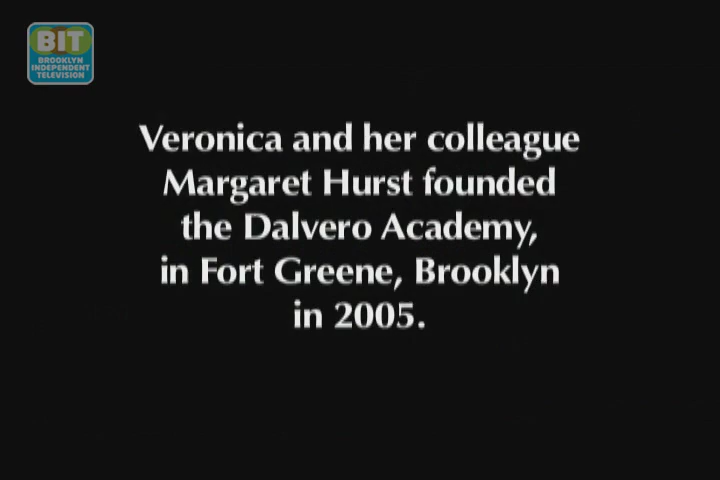 BIT
BROOKLYN
INDEPENDENT
TELEVISION
Veronica and her colleague
Margaret Hurst founded
the Dalvero Academy,
in Fort Greene, Brooklyn
in 2005.